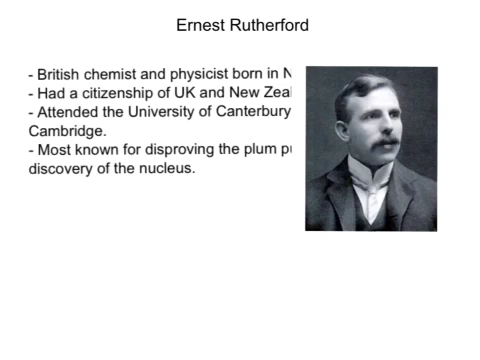 Ernest Rutherford
- British chemist and physicist born in
- Had a citizenship of UK and New
- Attended the University of Canterbury
Cambridge.
- Most known for disproving the plum
discovery of the nucleus.